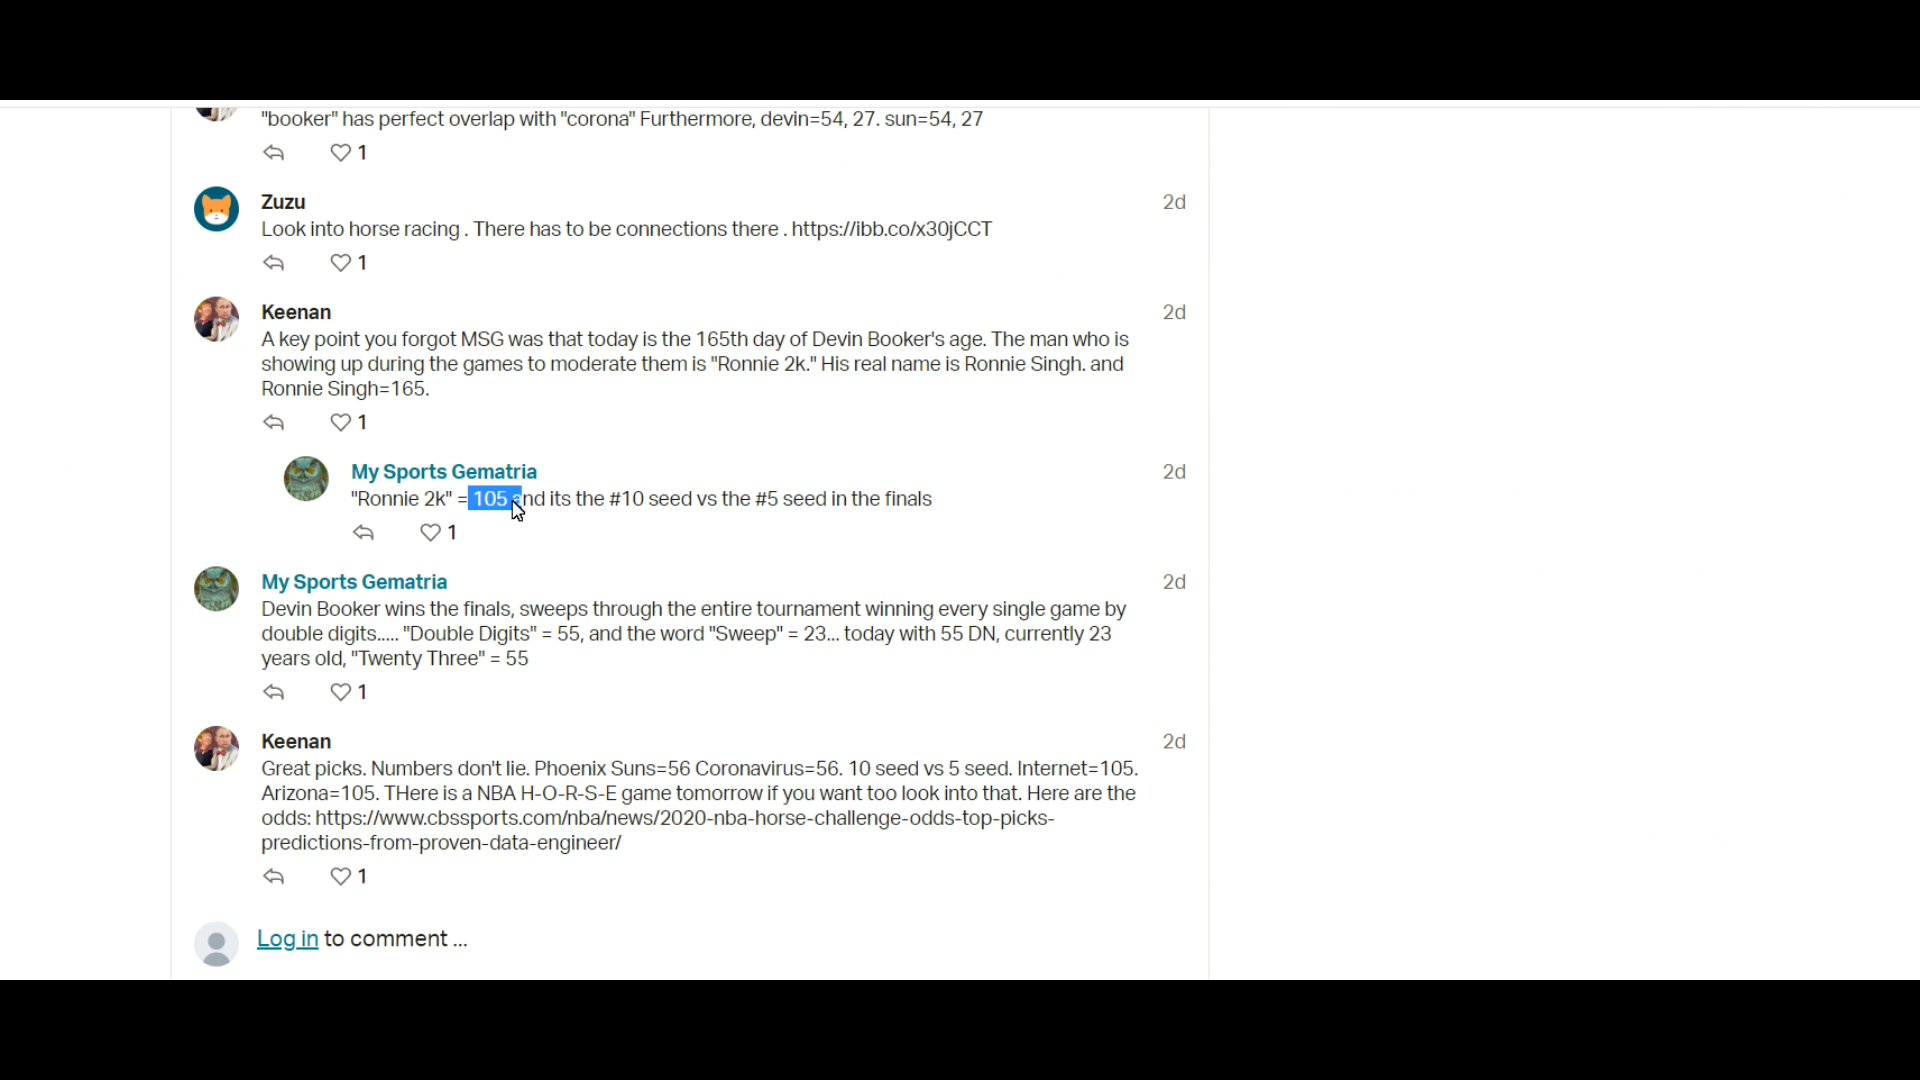 "booker" has perfect overlap with "corona" Furthermore, devin=54, 27. sun=54, 27
1
Zuzu
2d
Look into horse racing . There has to be connections there . https://ibb.co/x30jCCT
1
Keenan
2d
A key point you forgot MSG was that today is the 165th day of Devin Booker's age. The man who is
showing up during the games to moderate them is "Ronnie 2k." His real name is Ronnie Singh. and
Ronnie Singh=165.
1
My Sports Gematria
2d
"Ronnie 2k" = 105 and its the #10 seed vs the #5 seed in the finals
1
My Sports Gematria
2d
Devin Booker wins the finals, sweeps through the entire tournament winning every single game by
double digits..... "Double Digits" = 55, and the word "Sweep" = 23... today with 55 DN, currently 23
years old, "Twenty Three" = 55
1
Keenan
2d
Great picks. Numbers don't lie. Phoenix Suns=56 Coronavirus=56. 10 seed vs 5 seed. Internet=105.
Arizona=105. THere is a NBA H-O-R-S-E game tomorrow if you want too look into that. Here are the
odds: https://www.cbssports.com/nba/news/2020-nba-horse-challenge-odds-top-picks-
predictions-from-proven-data-engineer/
1
Log in to comment ...